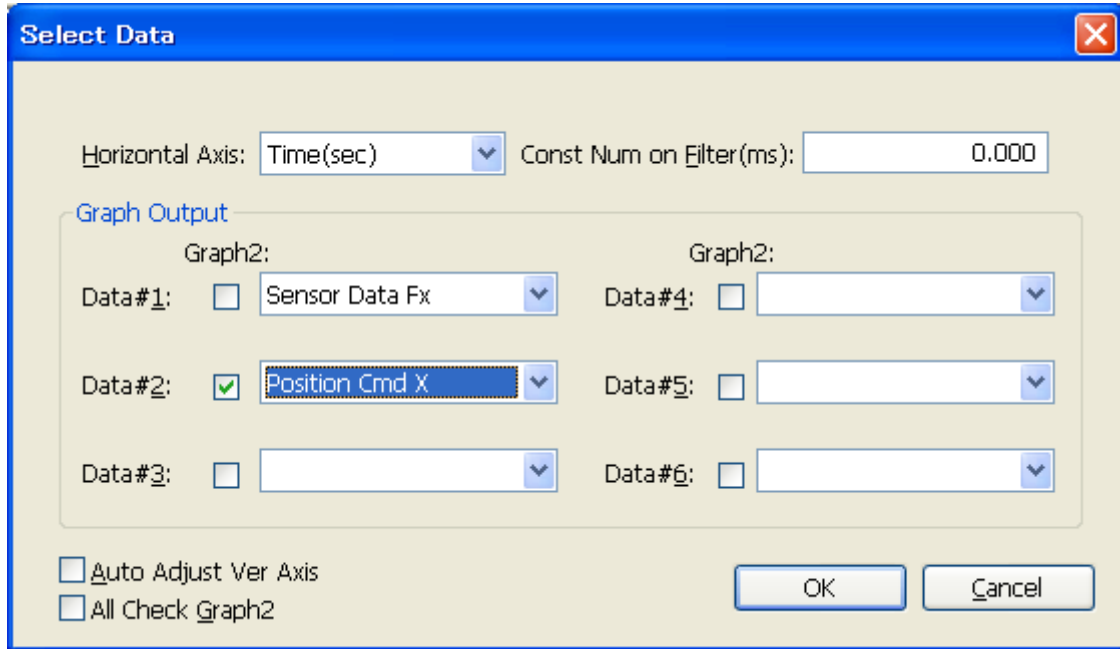 Select Data
Horizontal Axis: Time(sec) Const Num on Filter(ms): 0.000
Graph Output
Graph2: Graph2:
Data#1: Sensor Data Fx Data#4:
Data#2: Position Cmd X Data#5:
Data#3: Data#6:
Auto Adjust Ver Axis
All Check Graph2
OK Cancel